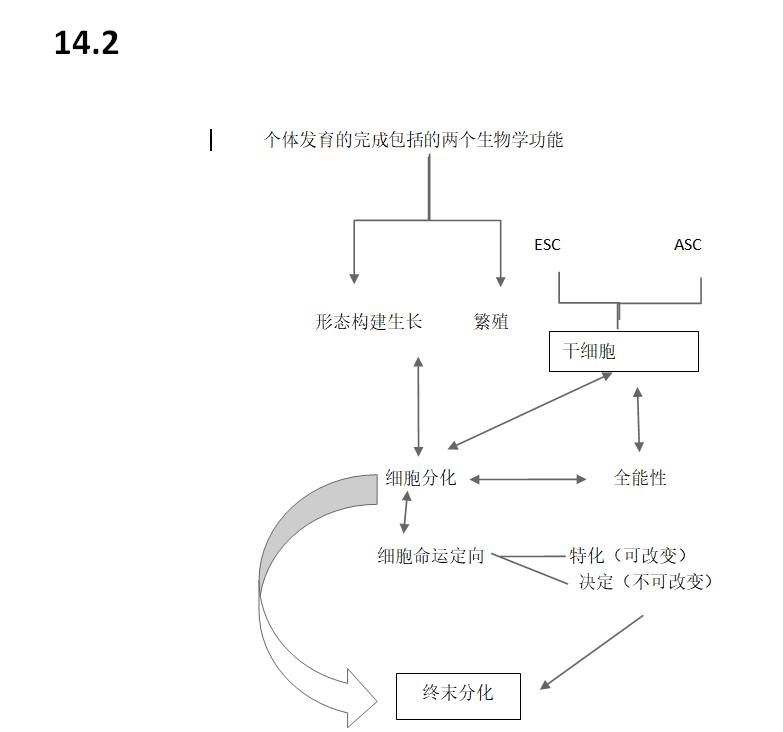 14.2
个体发育的完成包括的两个生物学功能
ESC
ASC
形态构建生长
繁殖
干细胞
细胞分化
全能性
细胞命运定向
特化（可改变）
决定（不可改变）
终末分化